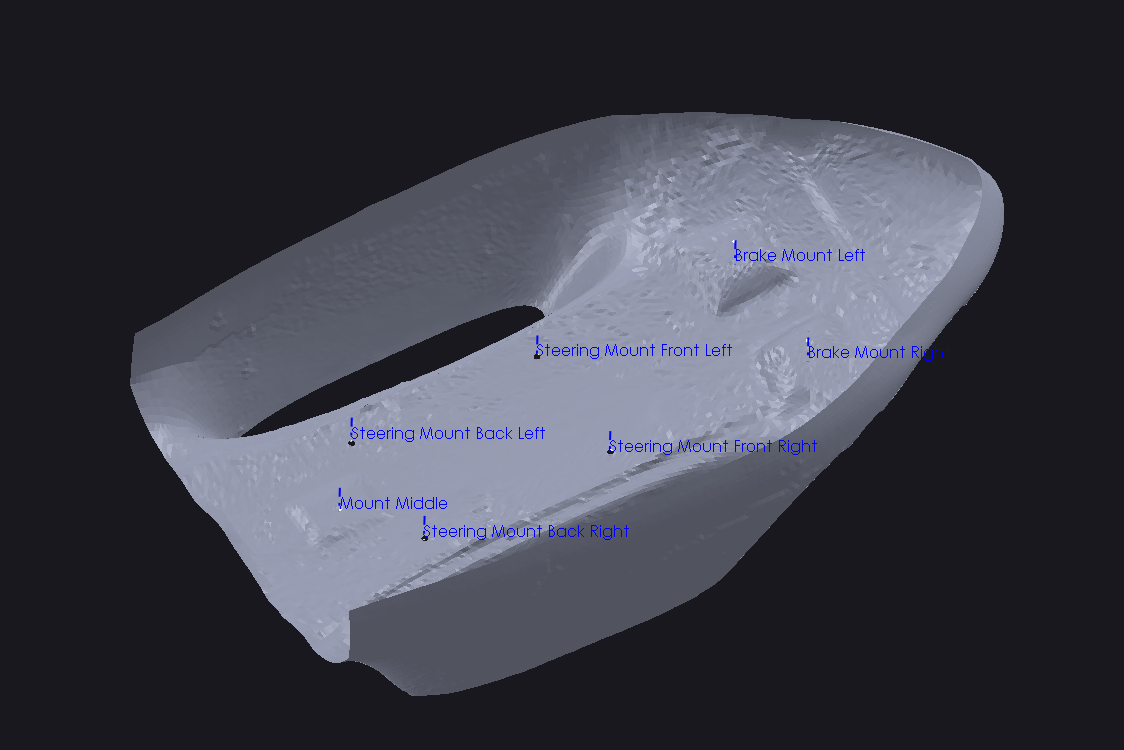 Brake Mount Left
Steering Mount Front Left
Brake Mount Righ
Steering Mount Back Left
Steering Mount Front Right
Mount Middle
Steering Mount Back Right